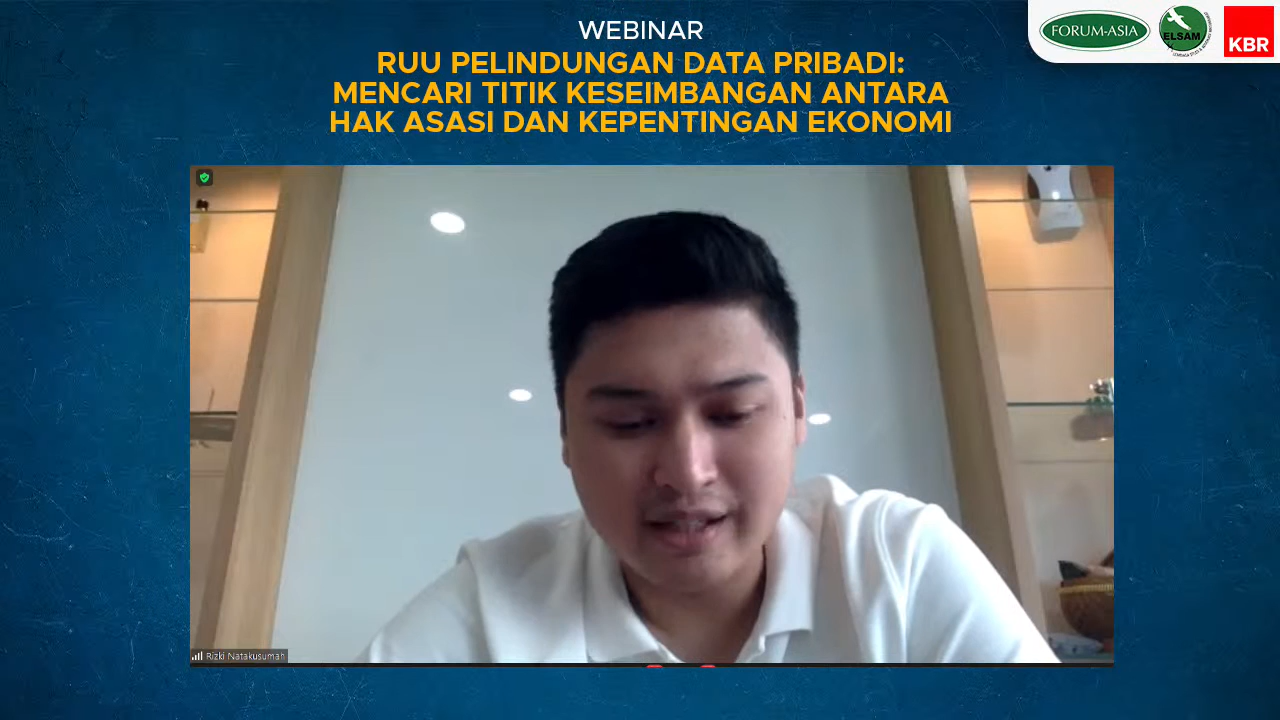 WEBINAR
RUU PELINDUNGAN DATA PRIBADI:
MENCARI TITIK KESEIMBANGAN ANTARA
HAK ASASI DAN KEPENTINGAN EKONOMI
FORUM-ASIA
ELSAM
KBR
Rizki Natakusumah